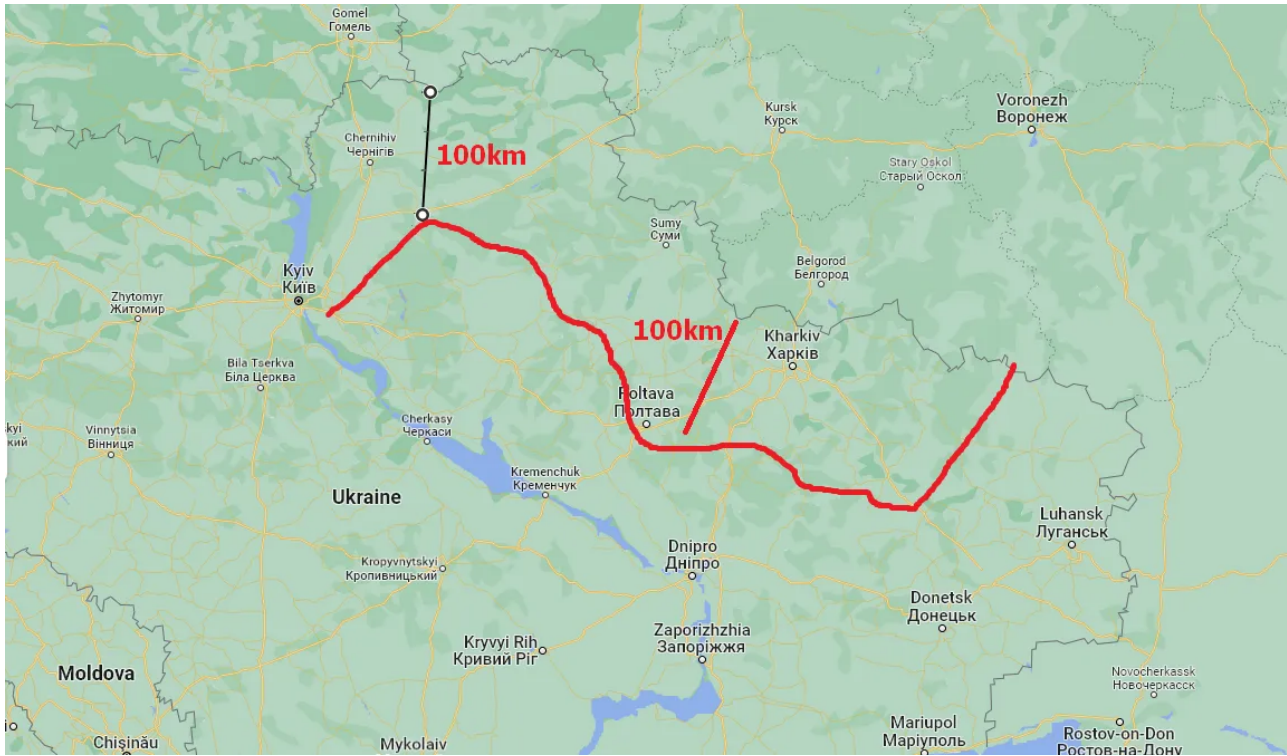 Gomel
Гомель
Kursk
Курск
Voronezh
Воронеж
Chernihiv
Чернігів
100km
Stary Oskol
Старый Оскол
Sumy
Суми
Belgorod
Белгород
Kyiv
Київ
Zhytomyr
Житомир
100km
Kharkiv
Харків
Bila Tserkva
Біла Церква
Poltava
Полтава
Cherkasy
Черкаси
Vinnytsia
Вінниця
Kremenchuk
Кременчук
Ukraine
Luhansk
Луганськ
Dnipro
Дніпро
Kropyvnytskyi
Кропивницький
Donetsk
Донецьк
Kryvyi Rih
Кривий Ріг
Zaporizhzhia
Запоріжжя
Moldova
Novocherkassk
Новочеркасск
Mariupol
Маріуполь
Rostov-on-Don
Ростов-на-Дону
Chișinău
Mykolaiv